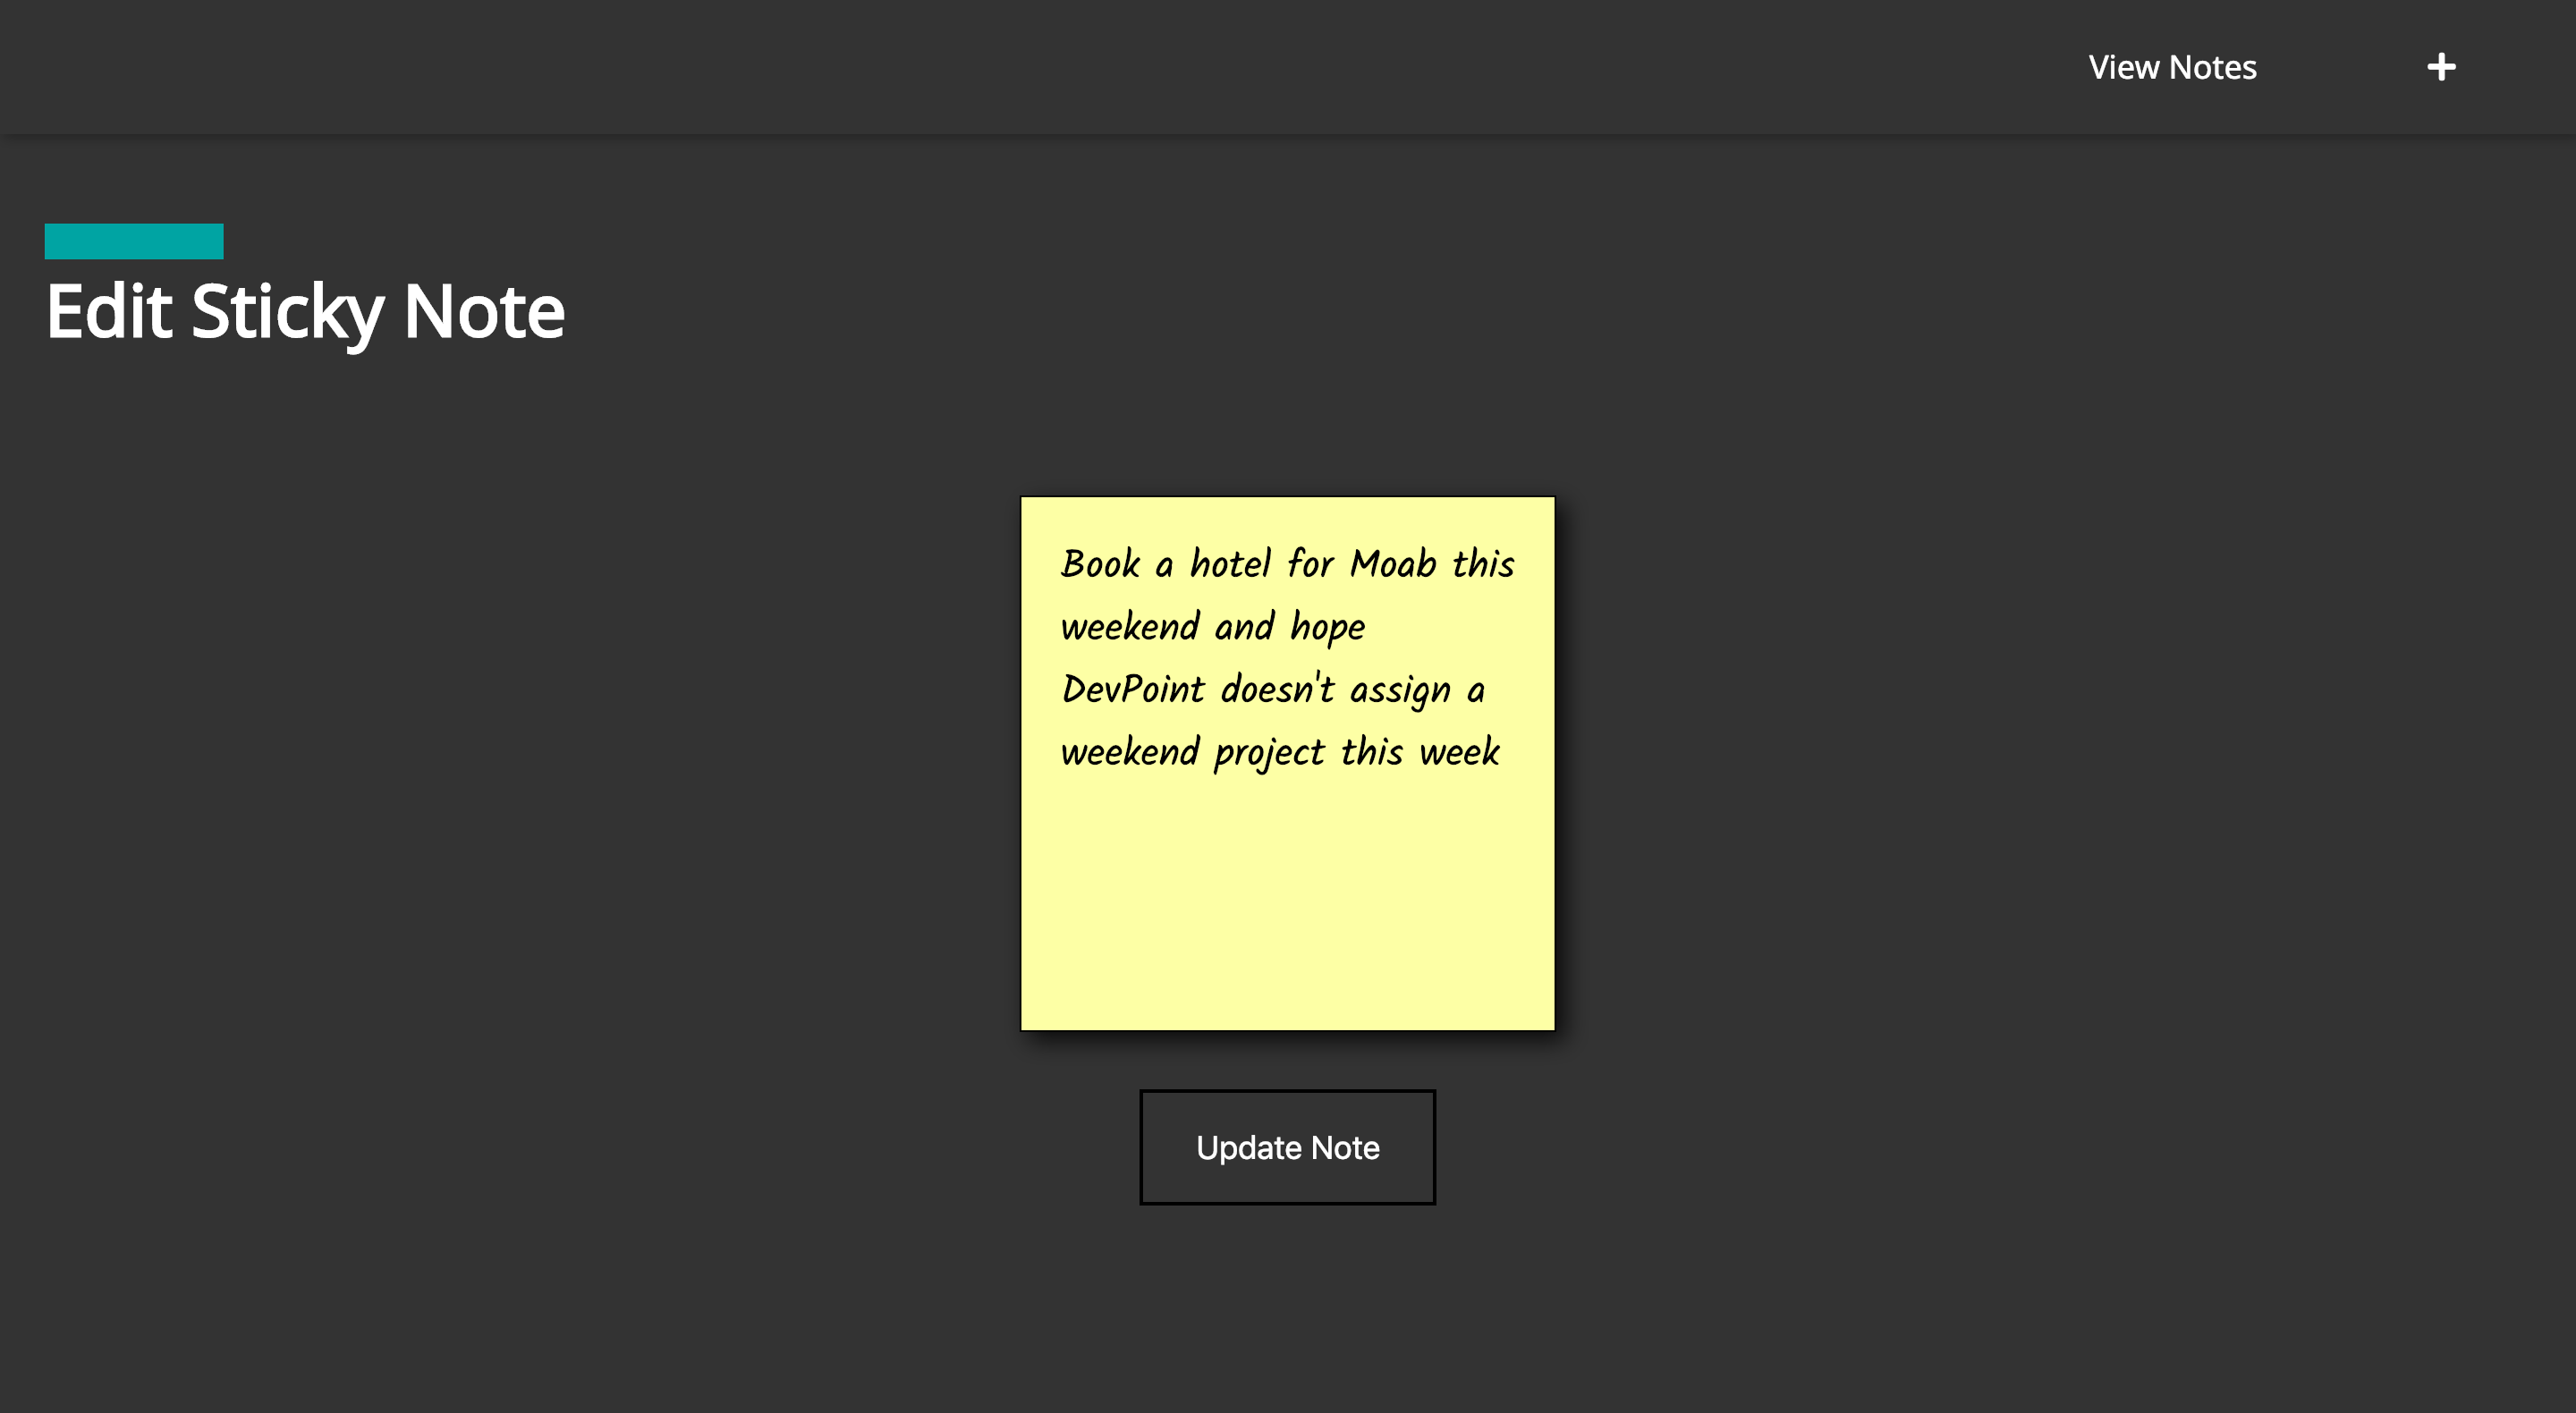 View Notes
Edit Sticky Note
Book a hotel for Moab this
weekend and hope
DevPoint doesn't assign a
weekend project this week
Update Note